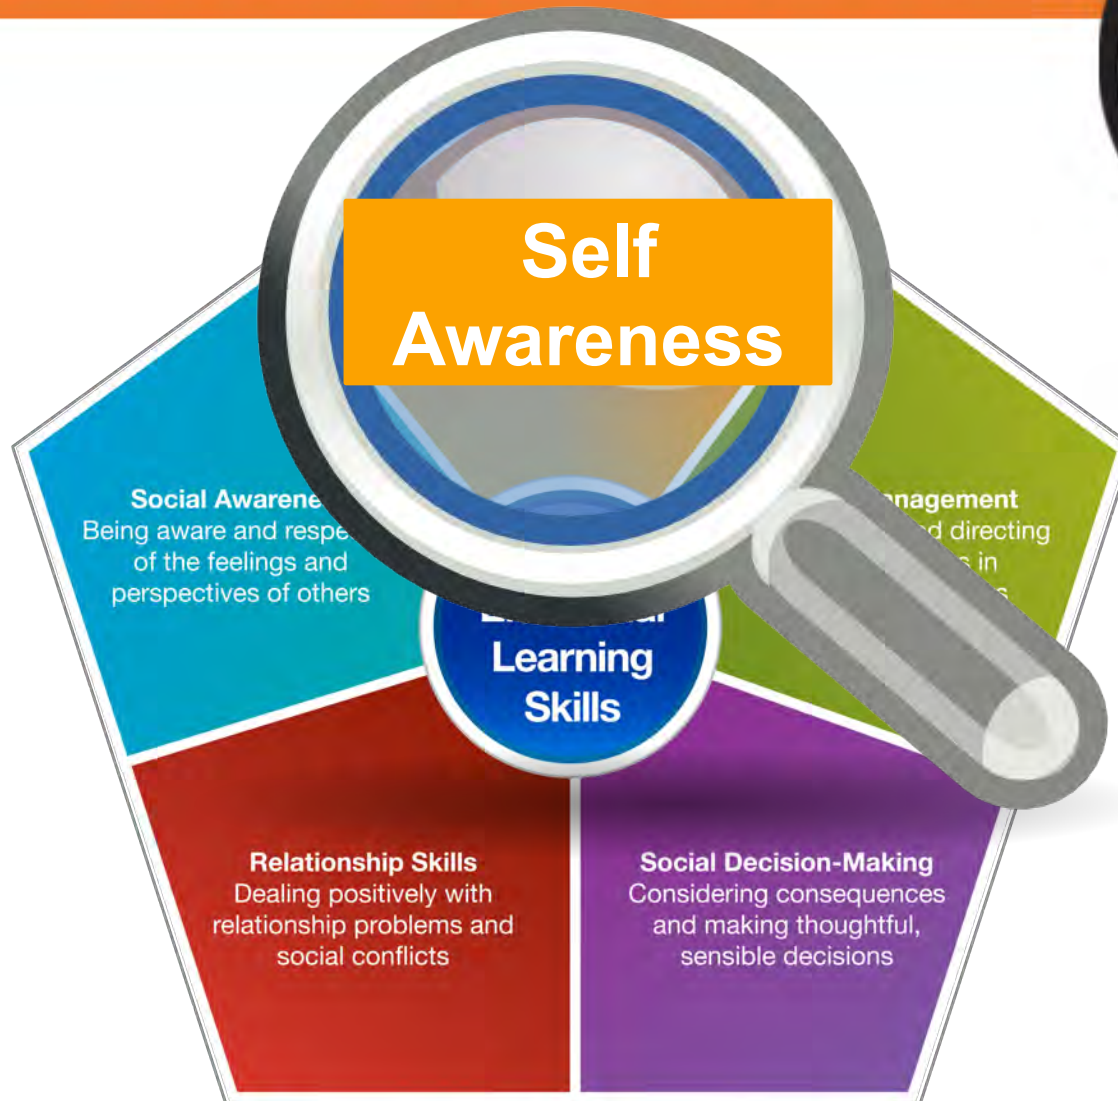 Self
Awareness
Social Awarene
Being aware and respe
of the feelings and
perspectives of others
nagement
d directing
s in
s
Learning
Skills
Relationship Skills
Dealing positively with
relationship problems and
social conflicts
Social Decision-Making
Considering consequences
and making thoughtful,
sensible decisions